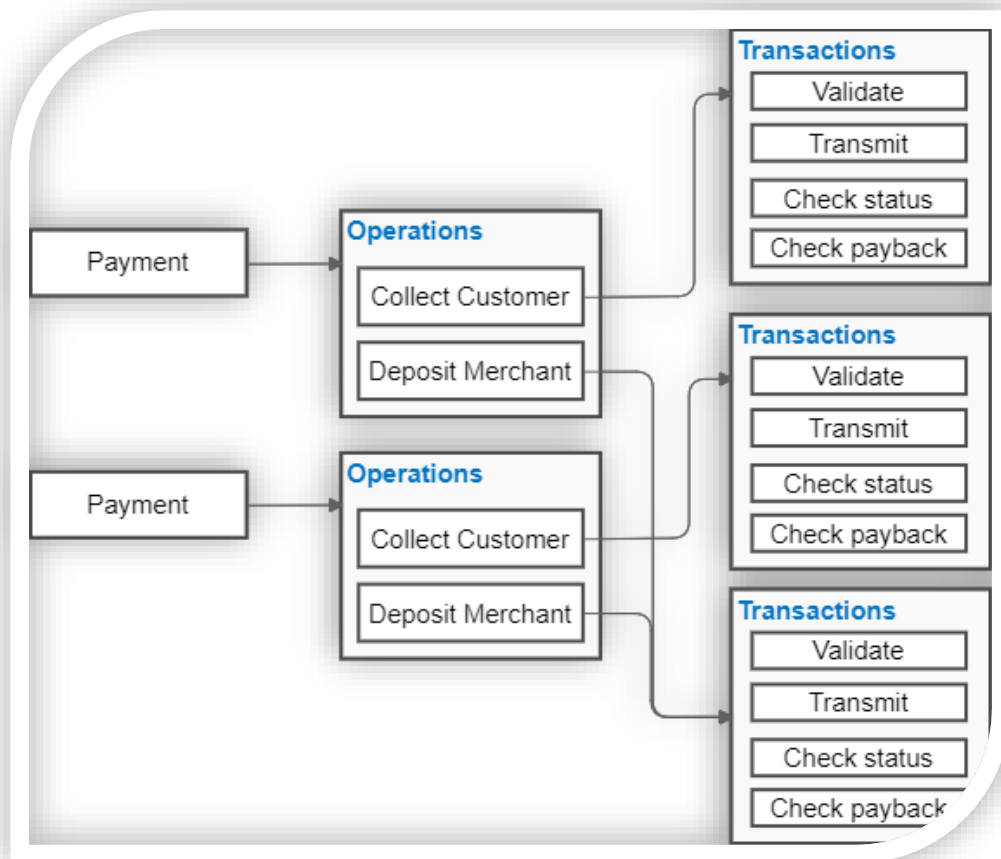 Payment
Operations
Collect Customer
Deposit Merchant
Payment
Operations
Collect Customer
Deposit Merchant
Transactions
Validate
Transmit
Check status
Check payback
Transactions
Validate
Transmit
Check status
Check payback
Transactions
Validate
Transmit
Check status
Check payback